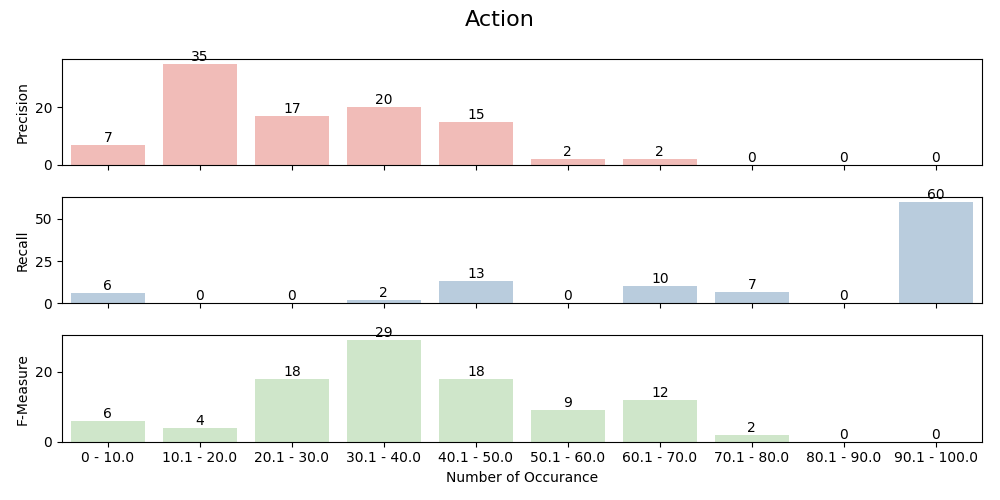 Action
Precision
20
0
7 35 17 20 15 2 2 0 0 0
Recall
50
25
0
6 0 0 2 13 0 10 7 0 60
F-Measure
20
0
6 4 18 29 18 9 12 2 0 0
0 - 10.0 10.1 - 20.0 20.1 - 30.0 30.1 - 40.0 40.1 - 50.0 50.1 - 60.0 60.1 - 70.0 70.1 - 80.0 80.1 - 90.0 90.1 - 100.0
Number of Occurance